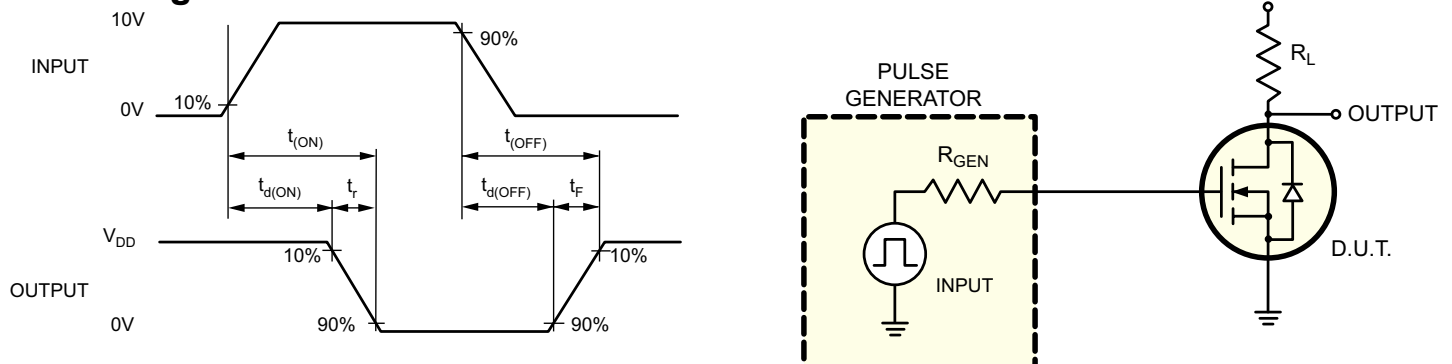 10V
INPUT
0V
10%
90%
t(ON)
t(OFF)
td(ON)
tr
td(OFF)
tF
VDD
OUTPUT
0V
10%
90%
90%
10%
PULSE
GENERATOR
RGEN
INPUT
RL
OUTPUT
D.U.T.